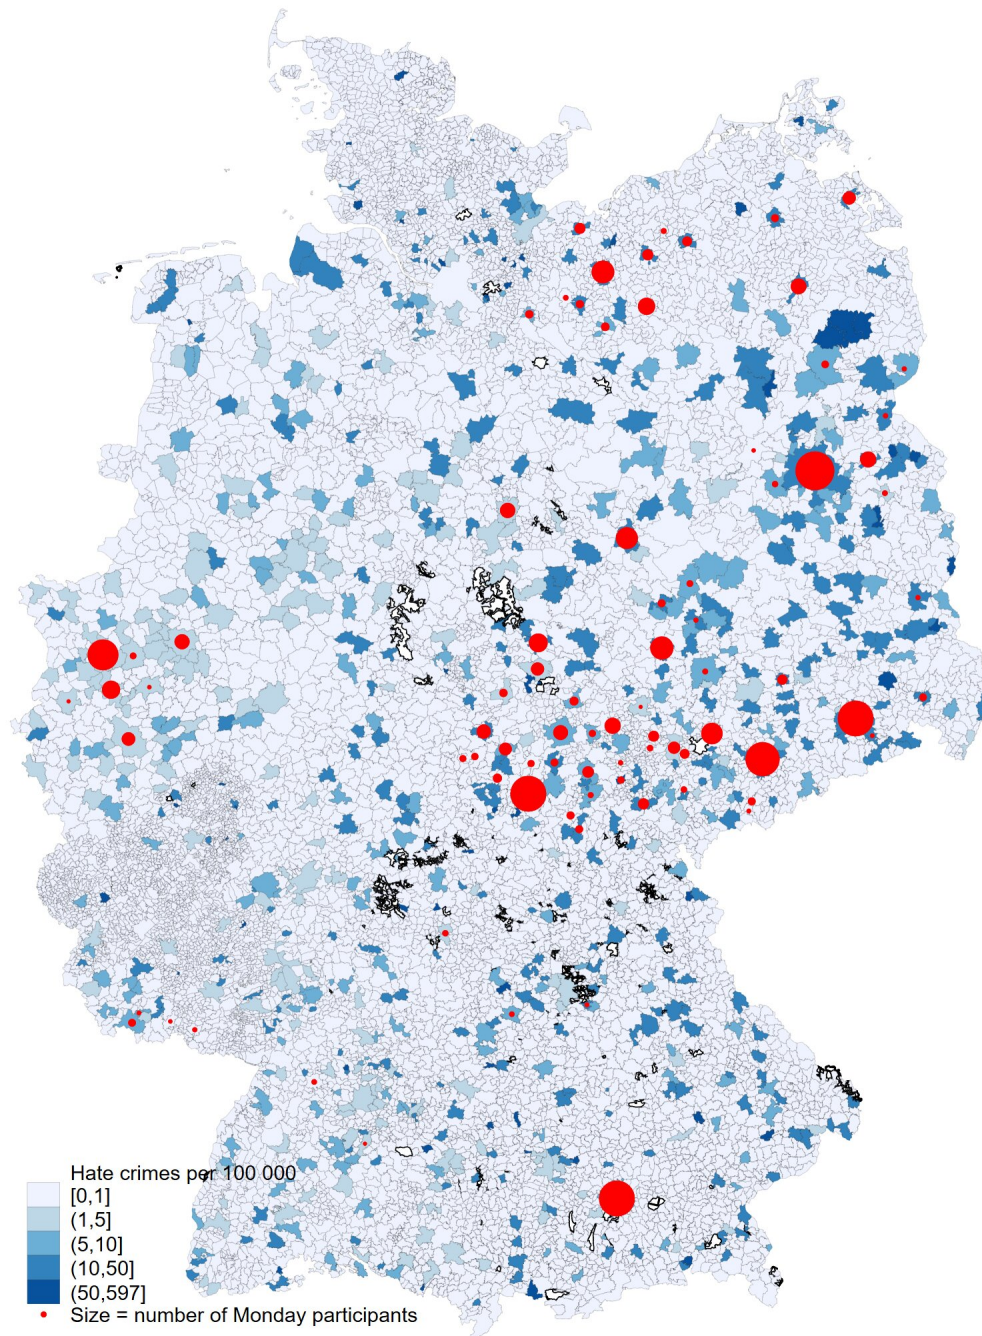 Hate crimes per 100 000
[0,1]
(1,5]
(5,10]
(10,50]
(50,597]
Size = number of Monday participants